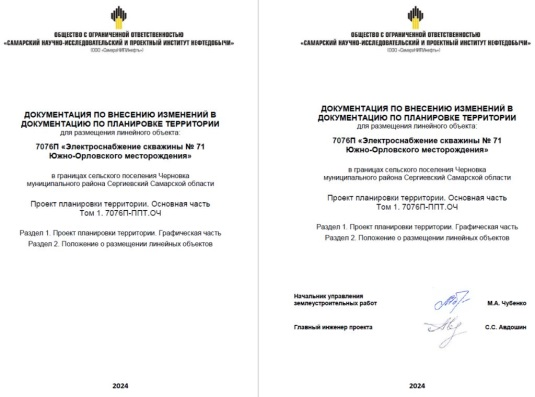 ОБЩЕСТВО С ОГРАНИЧЕННОЙ ОТВЕТСТВЕННОСТЬЮ
«САМАРСКИЙ НАУЧНО-ИССЛЕДОВАТЕЛЬСКИЙ И ПРОЕКТНЫЙ ИНСТИТУТ НЕФТЕДОБЫЧИ»
(ООО «СамараНИПИнефть»)
ДОКУМЕНТАЦИЯ ПО ВНЕСЕНИЮ ИЗМЕНЕНИЙ В
ДОКУМЕНТАЦИЮ ПО ПЛАНИРОВКЕ ТЕРРИТОРИИ
для размещения линейного объекта:
7076П «Электроснабжение скважины № 71
Южно-Орловского месторождения»
в границах сельского поселения Черновка
муниципального района Сергиевский Самарской области
Проект планировки территории. Основная часть
Том 1. 7076П-ППТ.ОЧ
Раздел 1. Проект планировки территории. Графическая часть
Раздел 2. Положение о размещении линейных объектов
2024
ОБЩЕСТВО С ОГРАНИЧЕННОЙ ОТВЕТСТВЕННОСТЬЮ
«САМАРСКИЙ НАУЧНО-ИССЛЕДОВАТЕЛЬСКИЙ И ПРОЕКТНЫЙ ИНСТИТУТ НЕФТЕДОБЫЧИ»
(ООО «СамараНИПИнефть»)
ДОКУМЕНТАЦИЯ ПО ВНЕСЕНИЮ ИЗМЕНЕНИЙ В
ДОКУМЕНТАЦИЮ ПО ПЛАНИРОВКЕ ТЕРРИТОРИИ
для размещения линейного объекта:
7076П «Электроснабжение скважины № 71
Южно-Орловского месторождения»
в границах сельского поселения Черновка
муниципального района Сергиевский Самарской области
Проект планировки территории. Основная часть
Том 1. 7076П-ППТ.ОЧ
Раздел 1. Проект планировки территории. Графическая часть
Раздел 2. Положение о размещении линейных объектов
Начальник управления
землеустроительных работ М.А. Чубенко
Главный инженер проекта С.С. Авдошин
2024